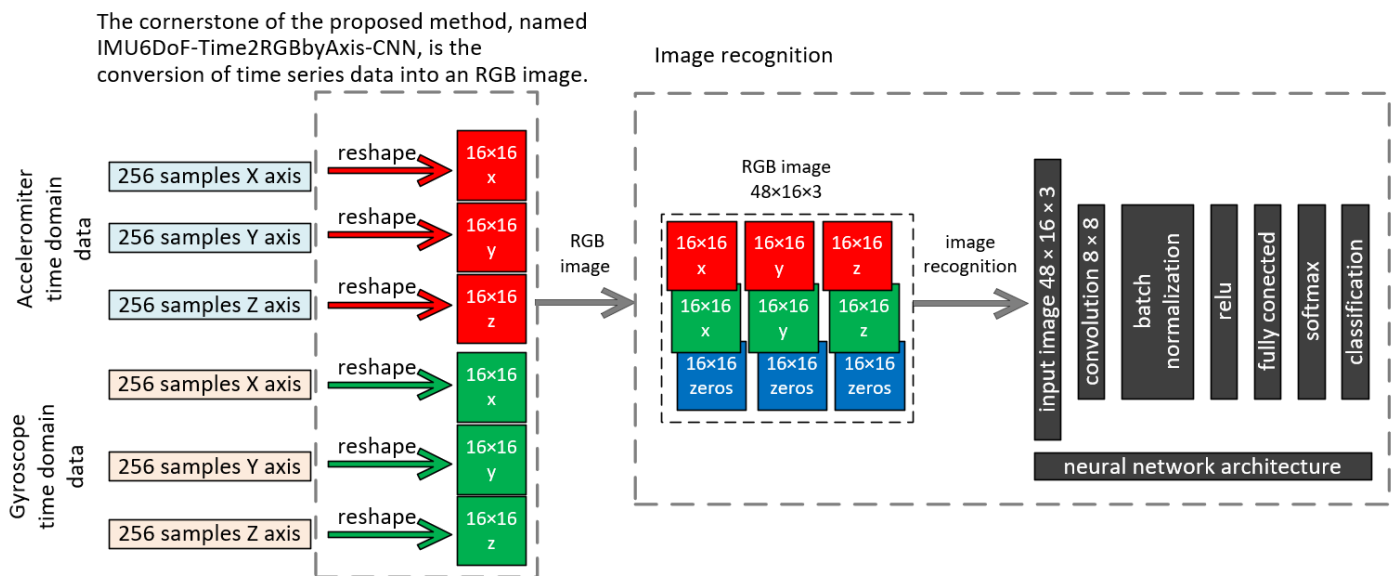 The cornerstone of the proposed method, named
IMU6DoF-Time2RGBbyAxis-CNN, is the
conversion of time series data into an RGB image.
Image recognition
Acceleromiter
time domain
data
256 samples X axis
256 samples Y axis
256 samples Z axis
reshape
reshape
reshape
16×16
x
16×16
y
16×16
z
Gyroscope
time domain
data
256 samples X axis
256 samples Y axis
256 samples Z axis
reshape
reshape
reshape
16×16
x
16×16
y
16×16
z
RGB
image
RGB image
48×16×3
16×16
x
16×16
y
16×16
z
16×16
x
16×16
y
16×16
z
16×16
zeros
16×16
zeros
16×16
zeros
image
recognition
input image 48 × 16 × 3
convolution 8 × 8
batch
normalization
relu
fully conected
softmax
classification
neural network architecture